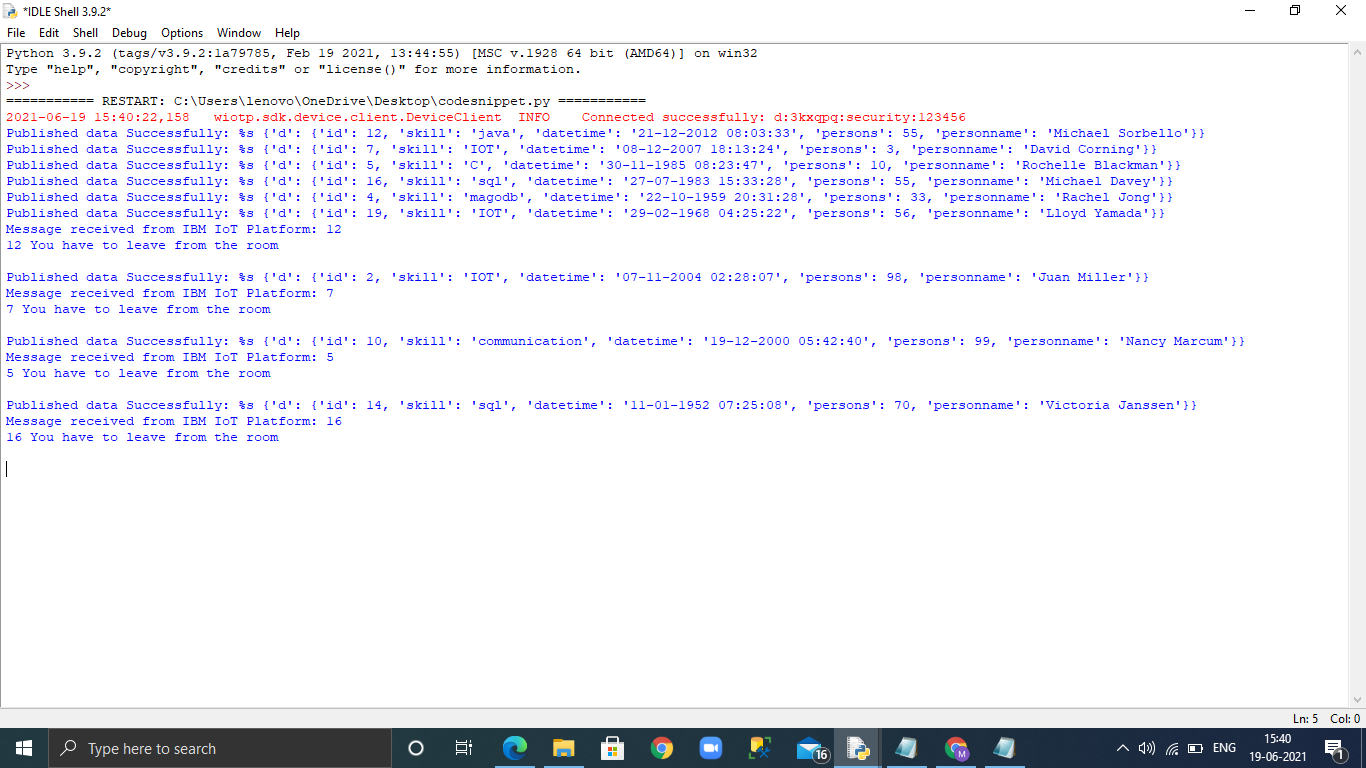 *IDLE Shell 3.9.2*
File Edit Shell Debug Options Window Help
Python 3.9.2 (tags/v3.9.2:1a79785, Feb 19 2021, 13:44:55) [MSC v.1928 64 bit (AMD64)] on win32
Type "help", "copyright", "credits" or "license()" for more information.
>>>
=========== RESTART: C:\Users\lenovo\OneDrive\Desktop\codesnippet.py ===========
2021-06-19 15:40:22,158   wiotp.sdk.device.client.DeviceClient  INFO    Connected successfully: d:3kxqpq:security:123456
Published data Successfully: %s {'d': {'id': 12, 'skill': 'java', 'datetime': '21-12-2012 08:03:33', 'persons': 55, 'personname': 'Michael Sorbello'}}
Published data Successfully: %s {'d': {'id': 7, 'skill': 'IOT', 'datetime': '08-12-2007 18:13:24', 'persons': 3, 'personname': 'David Corning'}}
Published data Successfully: %s {'d': {'id': 5, 'skill': 'C', 'datetime': '30-11-1985 08:23:47', 'persons': 10, 'personname': 'Rochelle Blackman'}}
Published data Successfully: %s {'d': {'id': 16, 'skill': 'sql', 'datetime': '27-07-1983 15:33:28', 'persons': 55, 'personname': 'Michael Davey'}}
Published data Successfully: %s {'d': {'id': 4, 'skill': 'magodb', 'datetime': '22-10-1959 20:31:28', 'persons': 33, 'personname': 'Rachel Jong'}}
Published data Successfully: %s {'d': {'id': 19, 'skill': 'IOT', 'datetime': '29-02-1968 04:25:22', 'persons': 56, 'personname': 'Lloyd Yamada'}}
Message received from IBM IoT Platform: 12
12 You have to leave from the room
Published data Successfully: %s {'d': {'id': 2, 'skill': 'IOT', 'datetime': '07-11-2004 02:28:07', 'persons': 98, 'personname': 'Juan Miller'}}
Message received from IBM IoT Platform: 7
7 You have to leave from the room
Published data Successfully: %s {'d': {'id': 10, 'skill': 'communication', 'datetime': '19-12-2000 05:42:40', 'persons': 99, 'personname': 'Nancy Marcum'}}
Message received from IBM IoT Platform: 5
5 You have to leave from the room
Published data Successfully: %s {'d': {'id': 14, 'skill': 'sql', 'datetime': '11-01-1952 07:25:08', 'persons': 70, 'personname': 'Victoria Janssen'}}
Message received from IBM IoT Platform: 16
16 You have to leave from the room
Ln: 5 Col: 0
Type here to search
16
M
ENG
15:40
19-06-2021
1